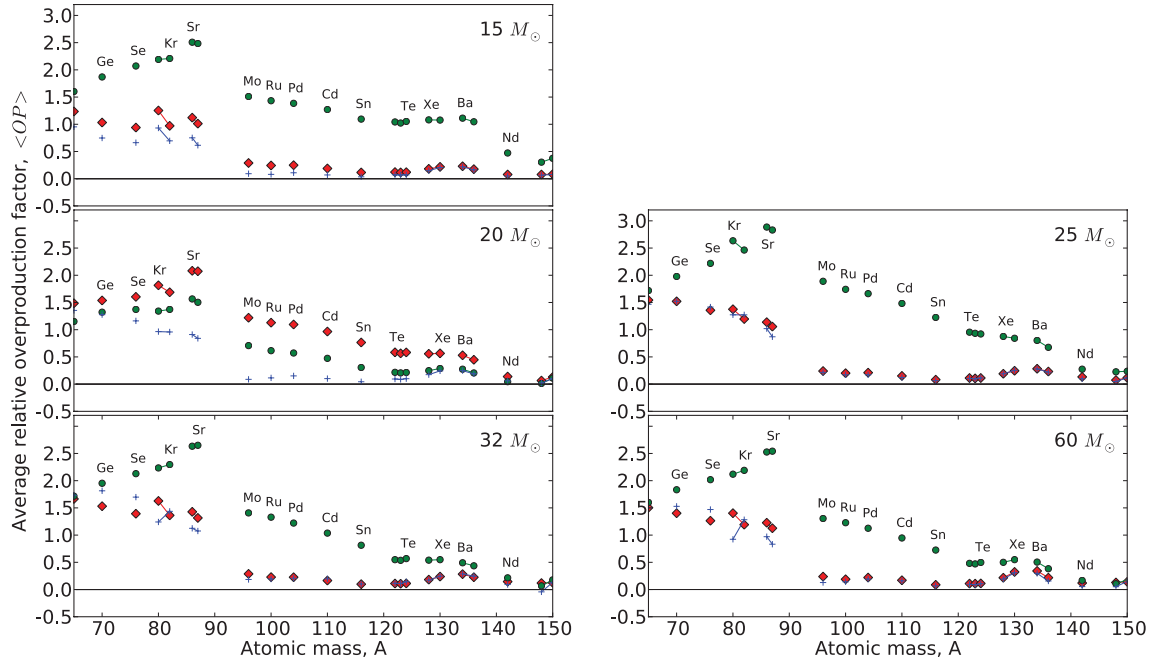 Average relative overproduction factor, <OP>
3.0
2.5
2.0
1.5
1.0
0.5
0.0
-0.5
Ge
Se
Kr
Sr
Mo
Ru
Pd
Cd
Sn
Te
Xe
Ba
Nd
15 M⊙
2.5
2.0
1.5
1.0
0.5
0.0
-0.5
Ge
Se
Kr
Sr
Mo
Ru
Pd
Cd
Sn
Te
Xe
Ba
Nd
20 M⊙
3.0
2.5
2.0
1.5
1.0
0.5
0.0
-0.5
Ge
Se
Kr
Sr
Mo
Ru
Pd
Cd
Sn
Te
Xe
Ba
Nd
25 M⊙
2.5
2.0
1.5
1.0
0.5
0.0
-0.5
Ge
Se
Kr
Sr
Mo
Ru
Pd
Cd
Sn
Te
Xe
Ba
Nd
32 M⊙
70 80 90 100 110 120 130 140 150
Atomic mass, A
2.5
2.0
1.5
1.0
0.5
0.0
-0.5
Ge
Se
Kr
Sr
Mo
Ru
Pd
Cd
Sn
Te
Xe
Ba
Nd
60 M⊙
70 80 90 100 110 120 130 140 150
Atomic mass, A